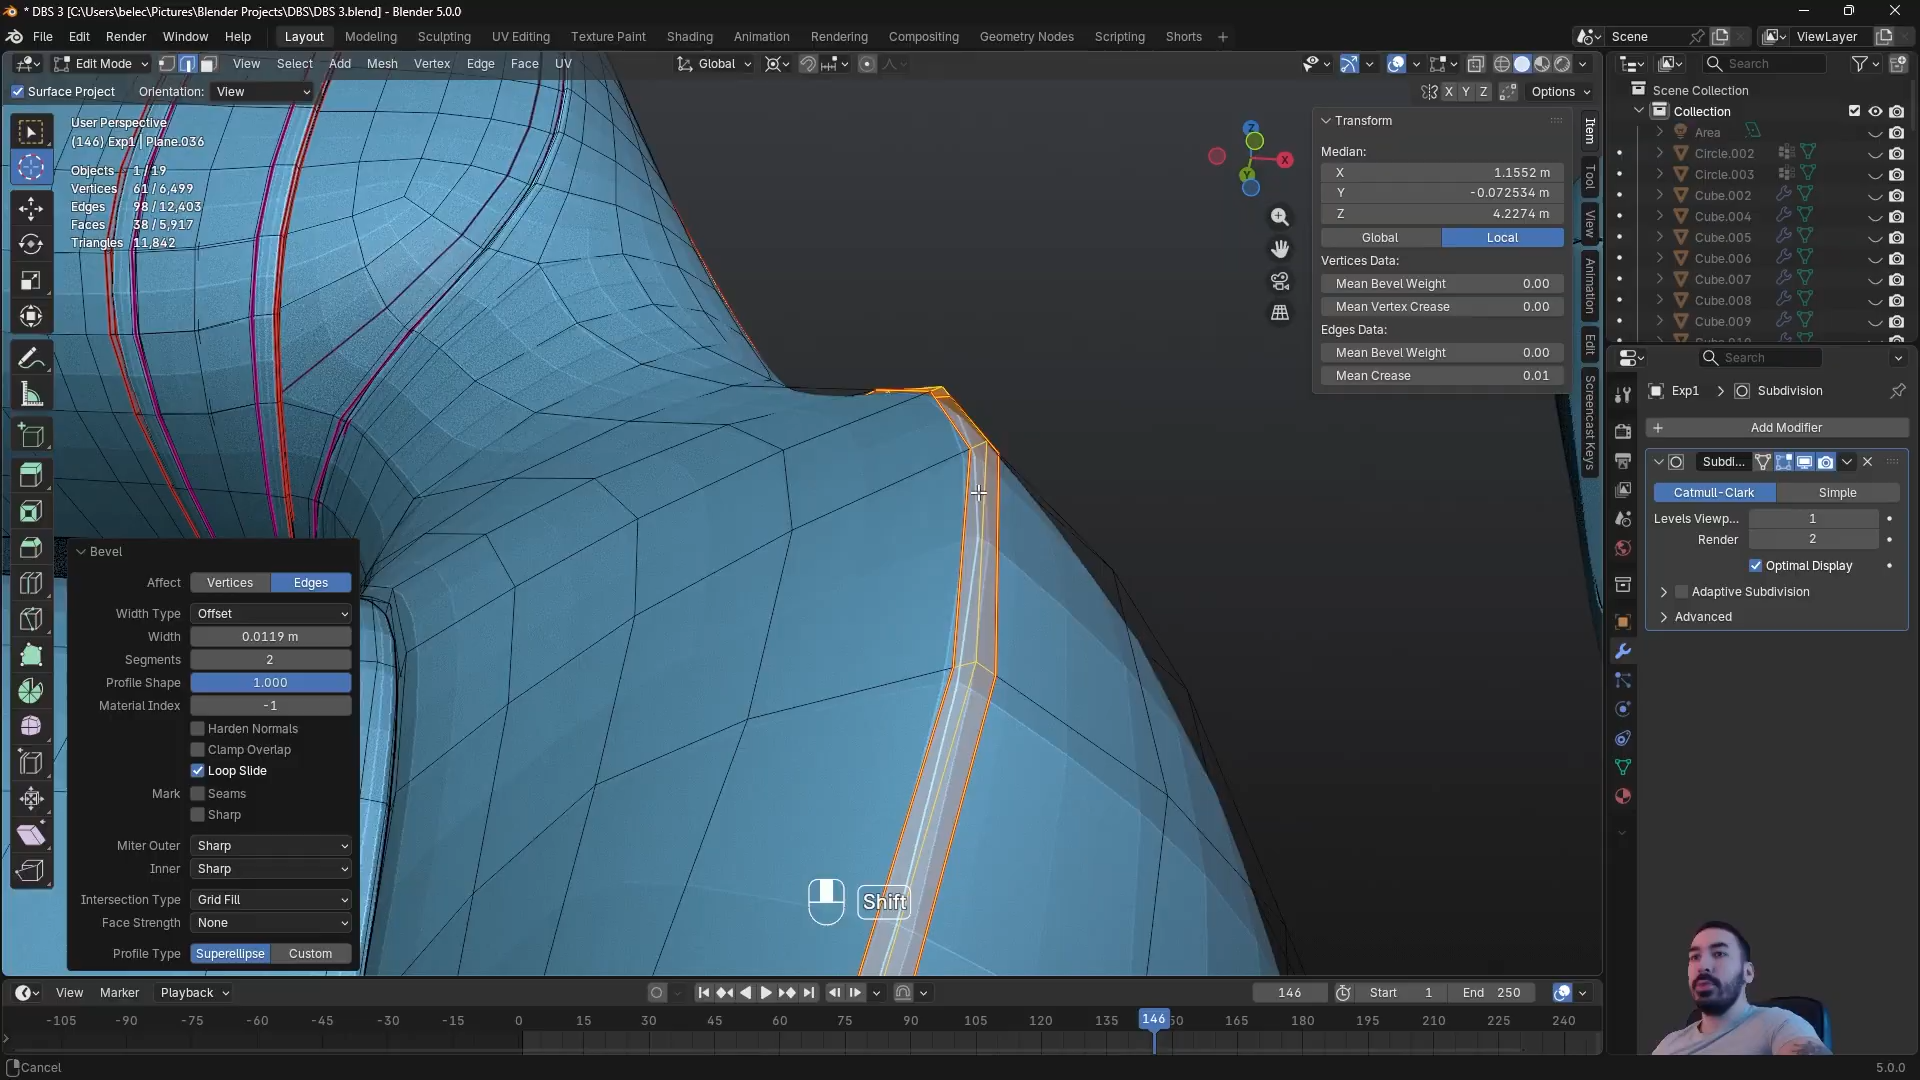 * DBS 3 [C:\Users\belec\Pictures\Blender Projects\DBS\DBS 3.blend] - Blender 5.0.0
File Edit Render Window Help Layout Modeling Sculpting UV Editing Texture Paint Shading Animation Compositing Geometry Nodes Scripting Shorts + Scene ViewLayer
Edit Mode View Select Add Mesh Vertex Edge Face UV Global Search
Surface Project Orientation: View X Y Z Options
Scene Collection
Collection
Area
Circle.002
Circle.003
Cube.002
Cube.004
Cube.005
Cube.006
Cube.007
Cube.008
Cube.009
User Perspective
(146) Exp1 | Plane.036
Objects 1/19
Vertices 61 / 6,499
Edges 98 / 12,403
Faces 38 / 5,917
Triangles 11,842
Z X Y
Transform
Median:
X 1.1552 m
Y -0.072534 m
Z 4.2274 m
Global Local
Vertices Data:
Mean Bevel Weight 0.00
Mean Vertex Crease 0.00
Edges Data:
Mean Bevel Weight 0.00
Mean Crease 0.01
Item
Tool
View
Animation
Edit
Screencast Keys
Search
Exp1 > Subdivision
+ Add Modifier
Subdi...
Catmull-Clark Simple
Levels Viewp... 1
Render 2
Optimal Display
Adaptive Subdivision
Advanced
Bevel
Affect Vertices Edges
Width Type Offset
Width 0.0119 m
Segments 2
Profile Shape 1.000
Material Index -1
Harden Normals
Clamp Overlap
Loop Slide
Mark Seams
Sharp
Miter Outer Sharp
Inner Sharp
Intersection Type Grid Fill
Face Strength None
Profile Type Superellipse Custom
Shift
View Marker Playback 146 Start 1 End 250
-105 -90 -75 -60 -45 -30 -15 0 15 30 45 60 75 90 105 120 135 146 50 165 180 195 210 225 240
Cancel 5.0.0